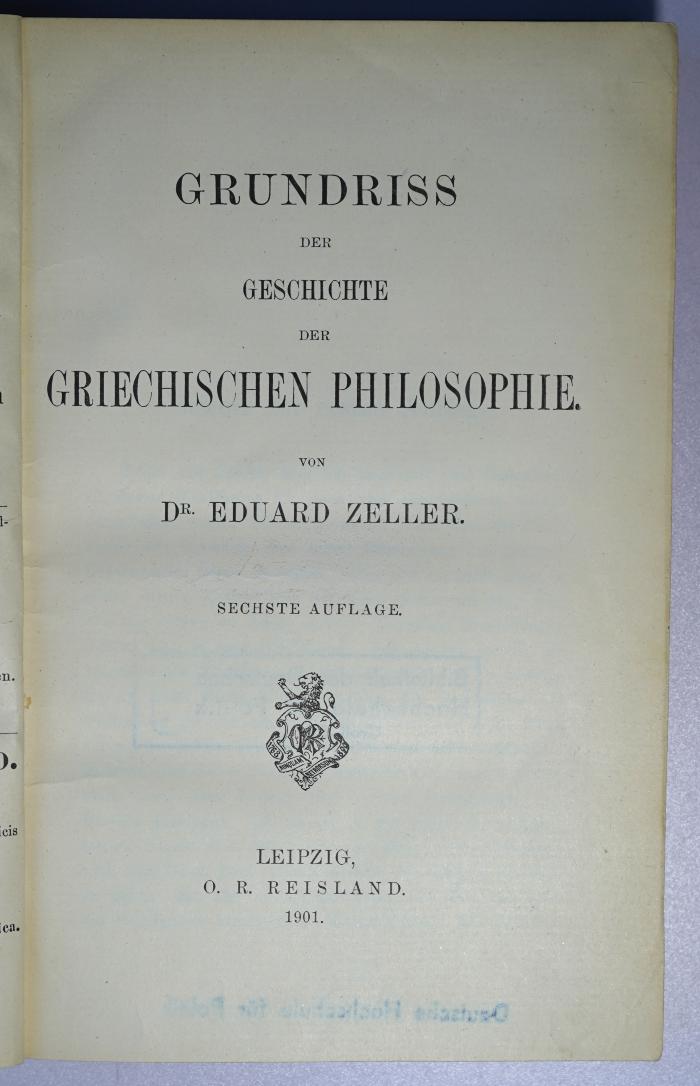 GRUNDRISS
DER
GESCHICHTE
DER
GRIECHISCHEN PHILOSOPHIE.
VON
DR. EDUARD ZELLER.
SECHSTE AUFLAGE.
LEIPZIG,
O. R. REISLAND.
1901.
Deutsche Hochschule für Politik